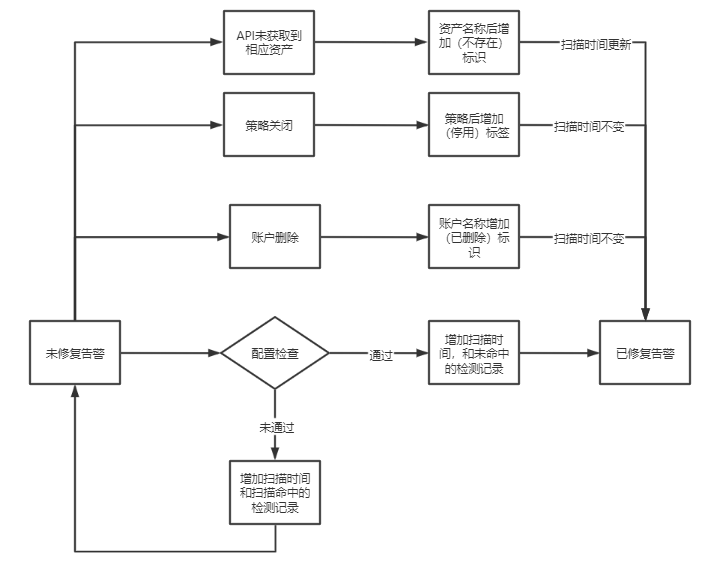 API未获取到
相应资产
资产名称后增
加（不存在）
标识
扫描时间更新
策略关闭
策略后增加
（停用）标签
扫描时间不变
账户删除
账户名称增加
（已删除）标
识
扫描时间不变
未修复告警
配置检查
通过
增加扫描时
间，和未命中
的检测记录
已修复告警
未通过
增加扫描时间
和扫描命中的
检测记录